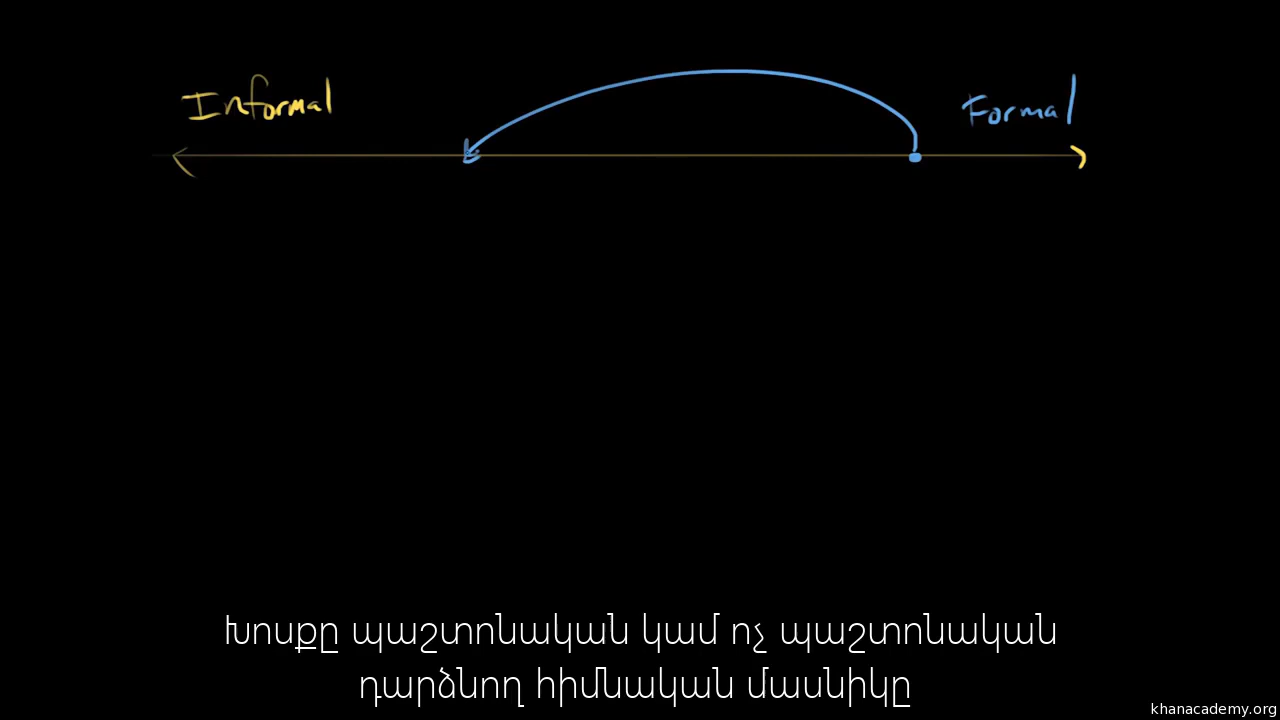 Informal
Formal
Խոսքը պաշտոնական կամ ոչ պաշտոնական
դարձնող հիմնական մասնիկը
khanacademy.org